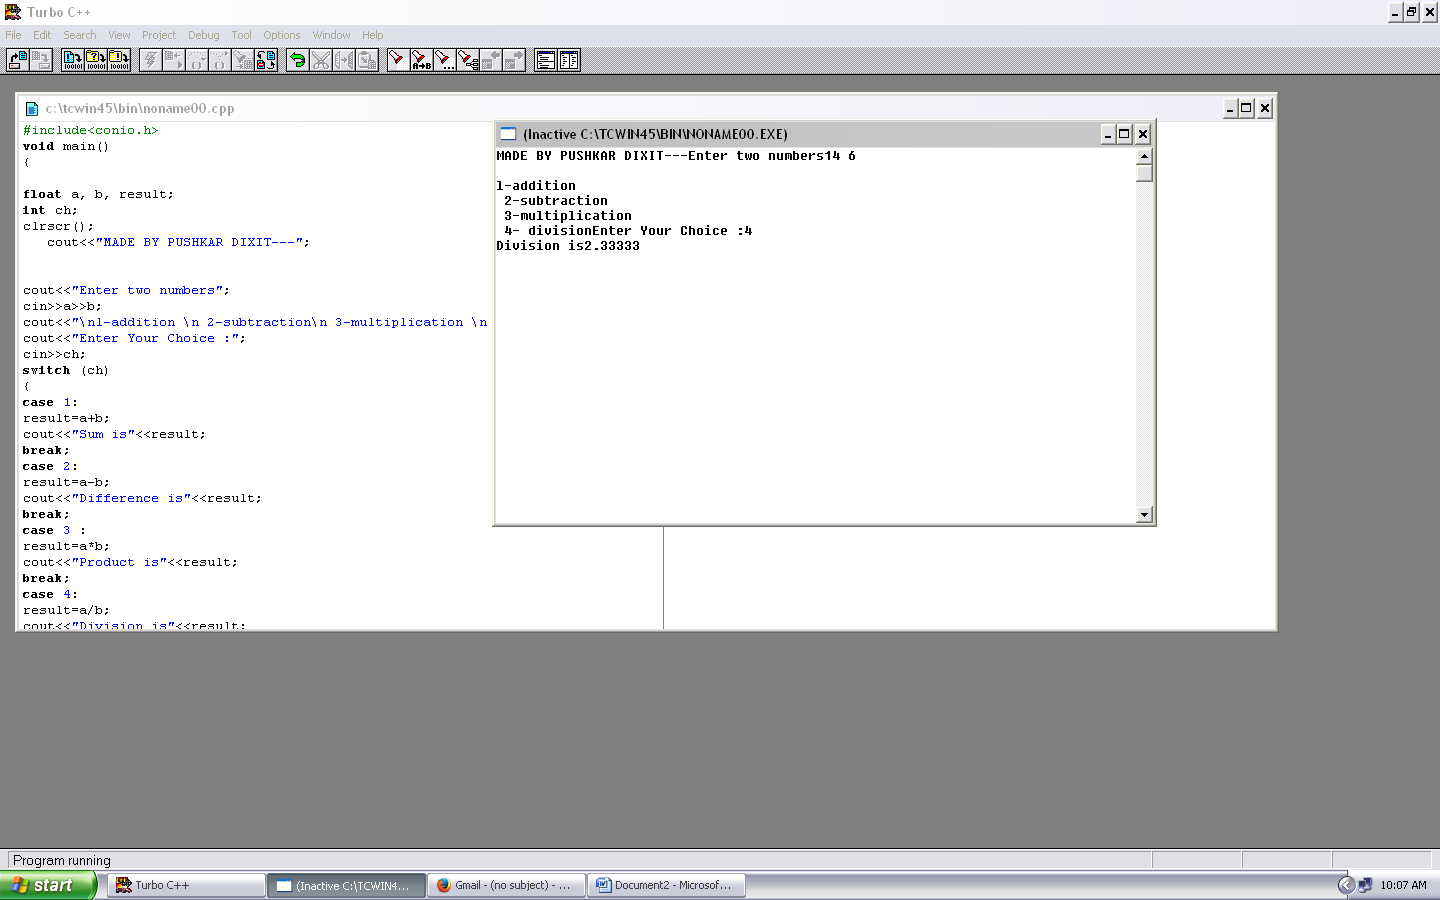 Turbo C++
File Edit Search View Project Debug Tool Options Window Help
c:\tcwin45\bin\noname00.cpp
#include<conio.h>
void main()
{
float a, b, result;
int ch;
clrscr();
cout<<"MADE BY PUSHKAR DIXIT---";
cout<<"Enter two numbers";
cin>>a>>b;
cout<<"\n1-addition \n 2-subtraction\n 3-multiplication \n
cout<<"Enter Your Choice :";
cin>>ch;
switch (ch)
{
case 1:
result=a+b;
cout<<"Sum is"<<result;
break;
case 2:
result=a-b;
cout<<"Difference is"<<result;
break;
case 3 :
result=a*b;
cout<<"Product is"<<result;
break;
case 4:
result=a/b;
cout<<"Division is"<<result;
(Inactive C:\TCWIN45\BIN\NONAME00.EXE)
MADE BY PUSHKAR DIXIT---Enter two numbers14 6
1-addition
2-subtraction
3-multiplication
4- divisionEnter Your Choice :4
Division is2.33333
Program running
start
Turbo C++
(Inactive C:\TCWIN4...
Gmail - (no subject) - ...
Document2 - Microsof...
10:07 AM